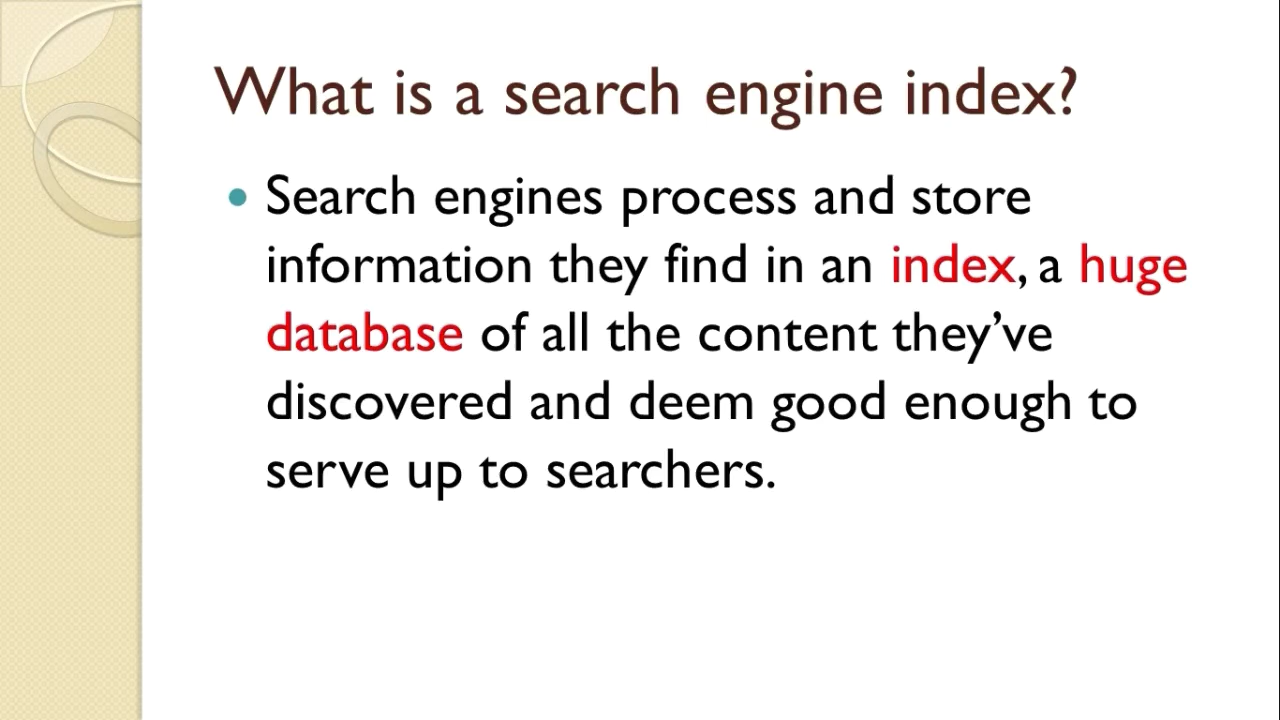 What is a search engine index?
• Search engines process and store
information they find in an index, a huge
database of all the content they’ve
discovered and deem good enough to
serve up to searchers.